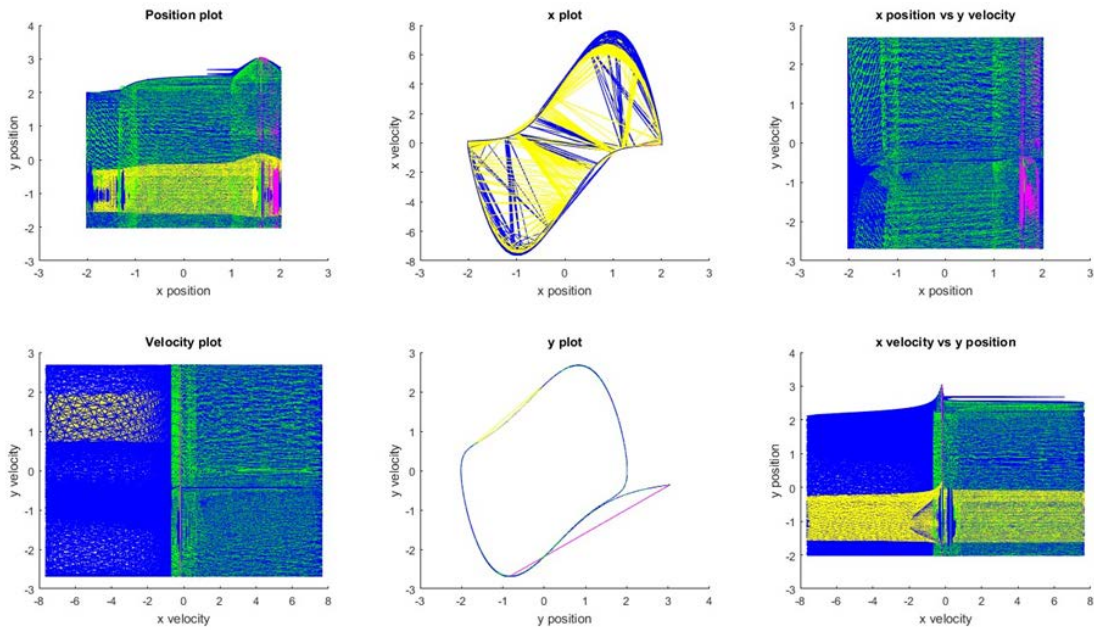 Position plot
4
3
2
1
0
-1
-2
-3
y position
-3 -2 -1 0 1 2 3
x position
x plot
8
6
4
2
0
-2
-4
-6
-8
x velocity
-3 -2 -1 0 1 2 3
x position
x position vs y velocity
3
2
1
0
-1
-2
-3
y velocity
-3 -2 -1 0 1 2 3
x position
Velocity plot
3
2
1
0
-1
-2
-3
y velocity
-8 -6 -4 -2 0 2 4 6 8
x velocity
y plot
3
2
1
0
-1
-2
-3
y velocity
-3 -2 -1 0 1 2 3 4
y position
x velocity vs y position
4
3
2
1
0
-1
-2
-3
y position
-8 -6 -4 -2 0 2 4 6 8
x velocity